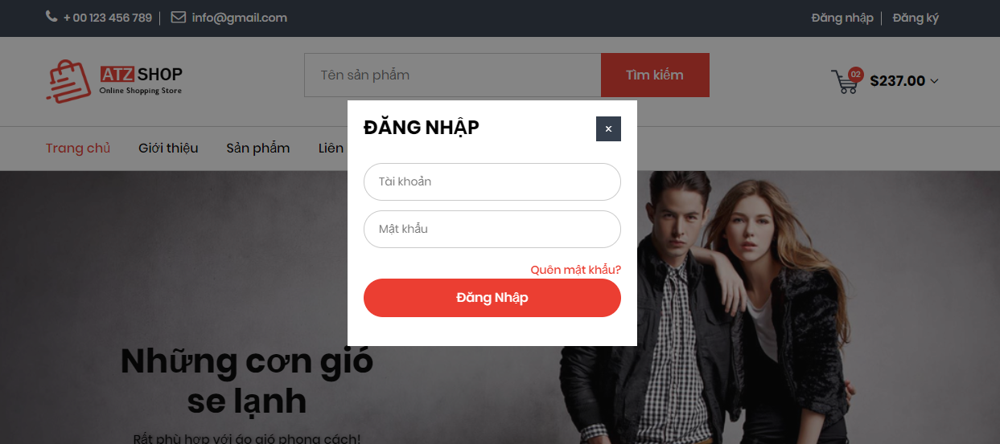 + 00 123 456 789 info@gmail.com Đăng nhập Đăng ký
ATZ SHOP
Online Shopping Store
Tên sản phẩm Tìm kiếm 02 $237.00
Trang chủ Giới thiệu Sản phẩm Liên
ĐĂNG NHẬP ×
Tài khoản
Mật khẩu
Quên mật khẩu?
Đăng Nhập
Những cơn gió
se lạnh
Rất phù hợp với áo gió phong cách!